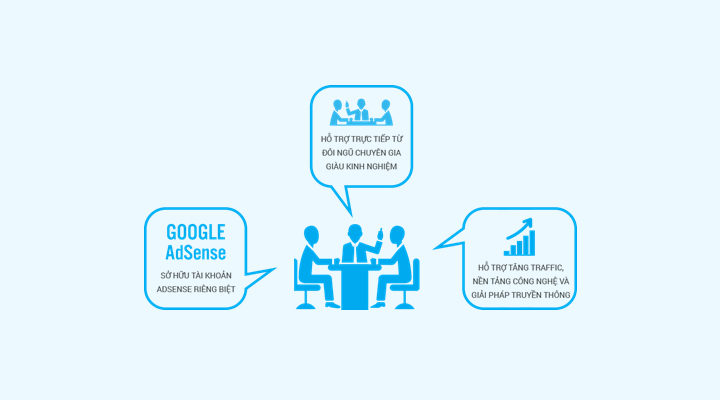 HỖ TRỢ TRỰC TIẾP TỪ
ĐỘI NGŨ CHUYÊN GIA
GIÀU KINH NGHIỆM
GOOGLE
AdSense
SỞ HỮU TÀI KHOẢN
ADSENSE RIÊNG BIỆT
HỖ TRỢ TĂNG TRAFFIC,
NỀN TẢNG CÔNG NGHỆ VÀ
GIẢI PHÁP TRUYỀN THÔNG